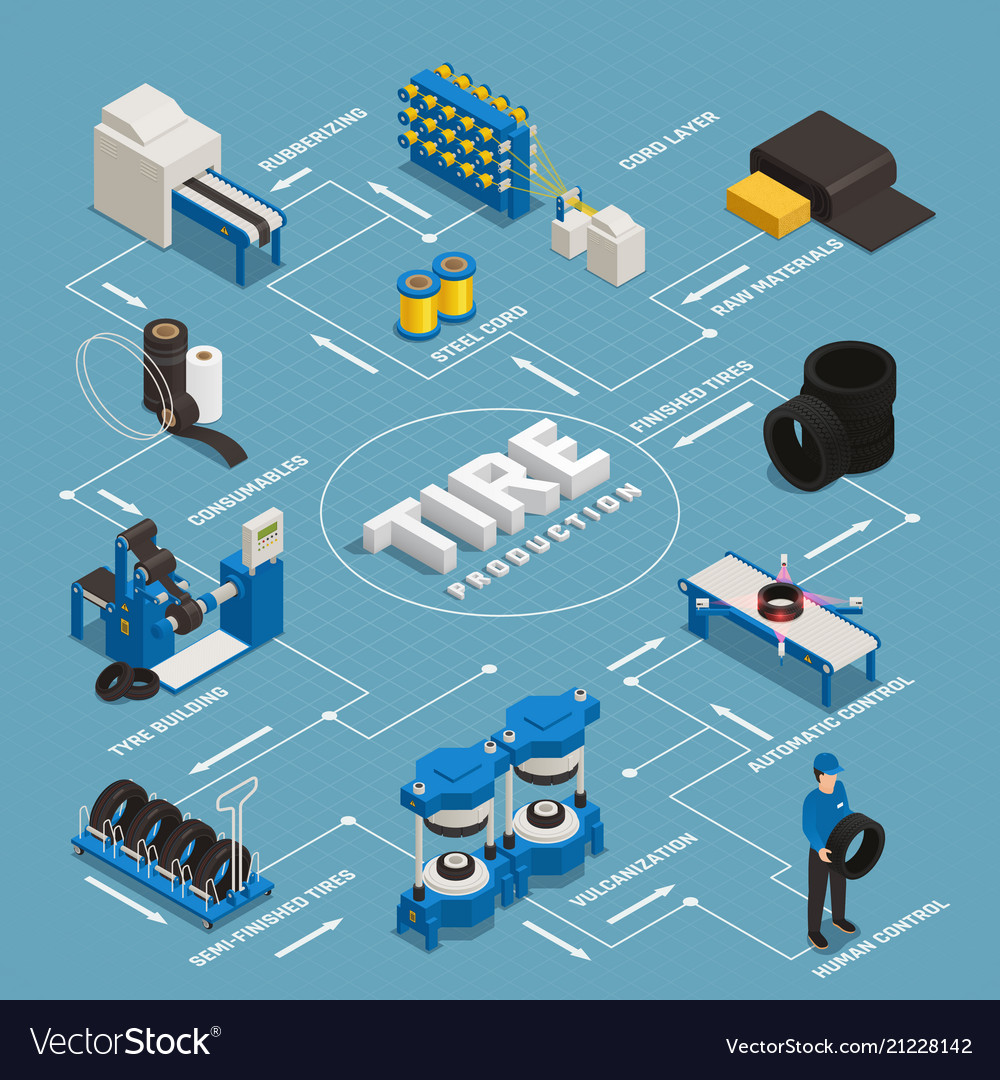 RUBBERIZING
CORD LAYER
RAW MATERIALS
STEEL CORD
FINISHED TIRES
CONSUMABLES
TIRE
PRODUCTION
TYRE BUILDING
AUTOMATIC CONTROL
SEMI-FINISHED TIRES
VULCANIZATION
HUMAN CONTROL
VectorStock®
VectorStock.com/21228142